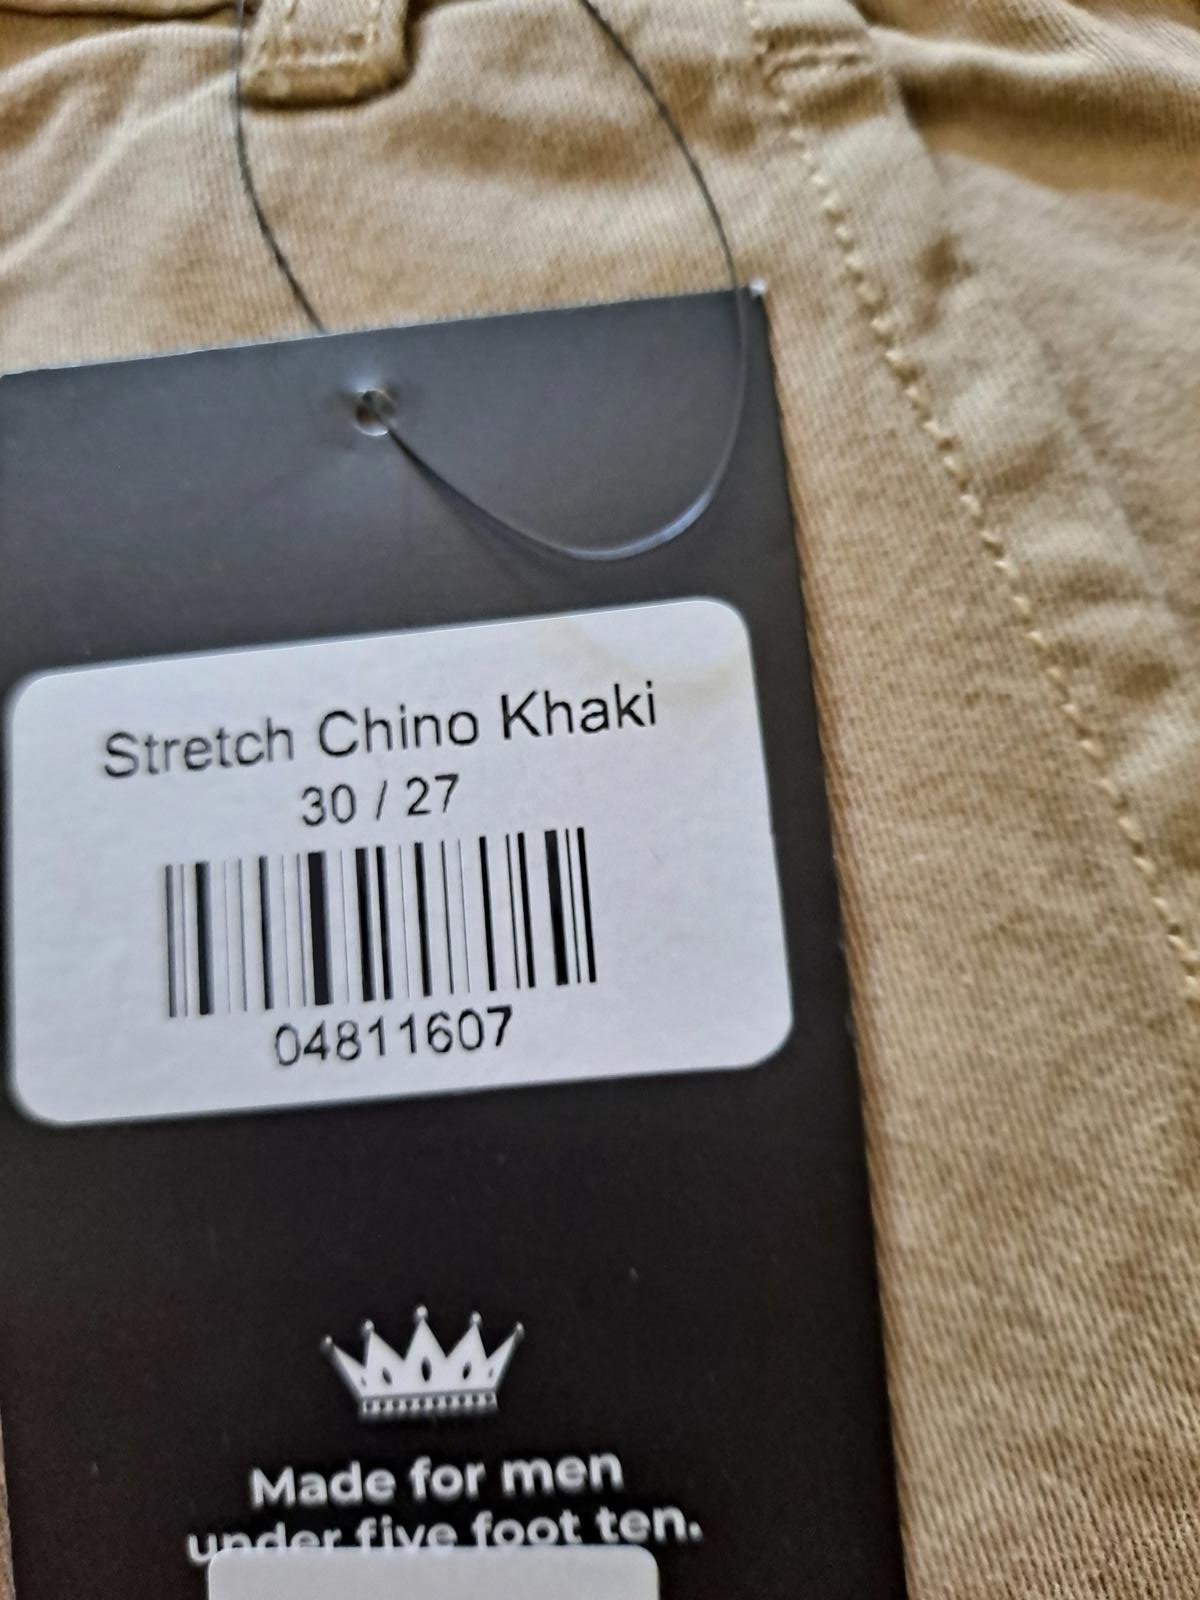 Stretch Chino Khaki
30 / 27
04811607
Made for men
under five foot ten.